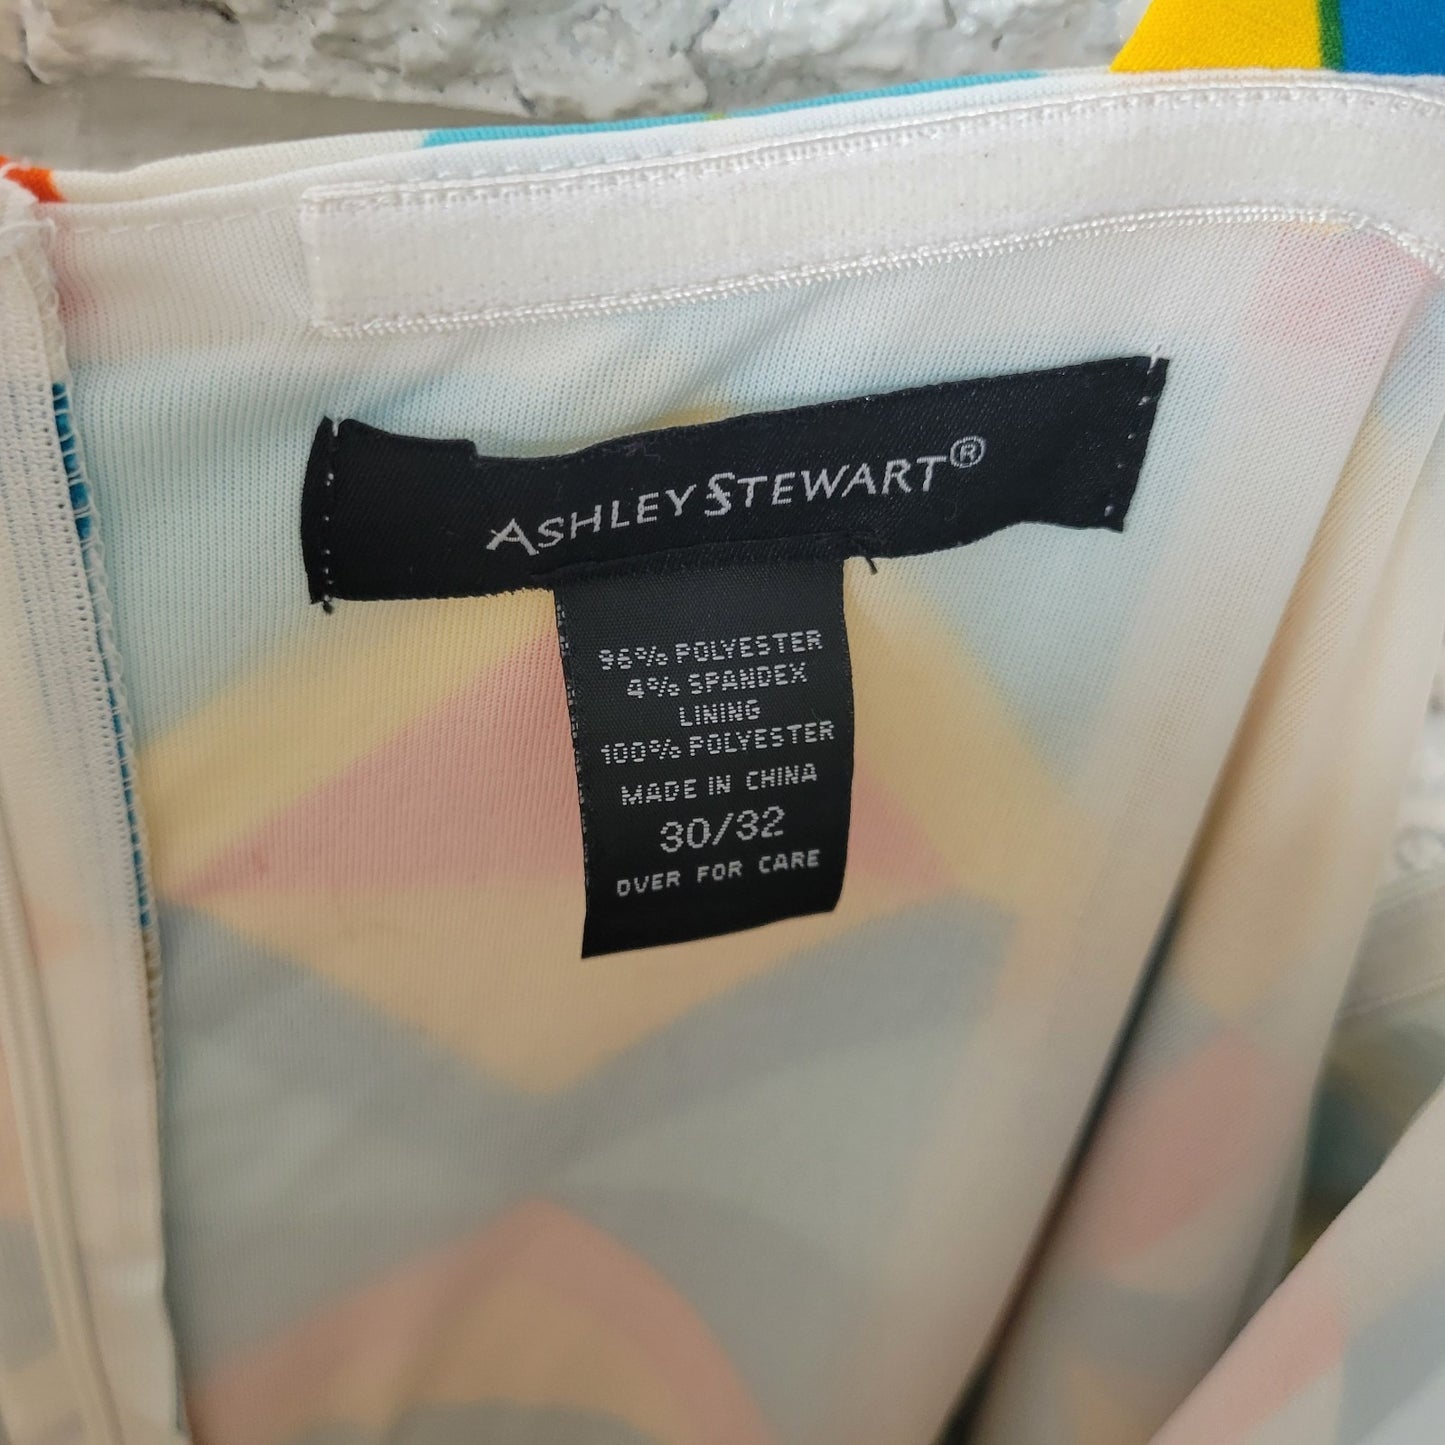 ASHLEY STEWART®
96% POLYESTER
4% SPANDEX
LINING
100% POLYESTER
MADE IN CHINA
30/32
OVER FOR CARE